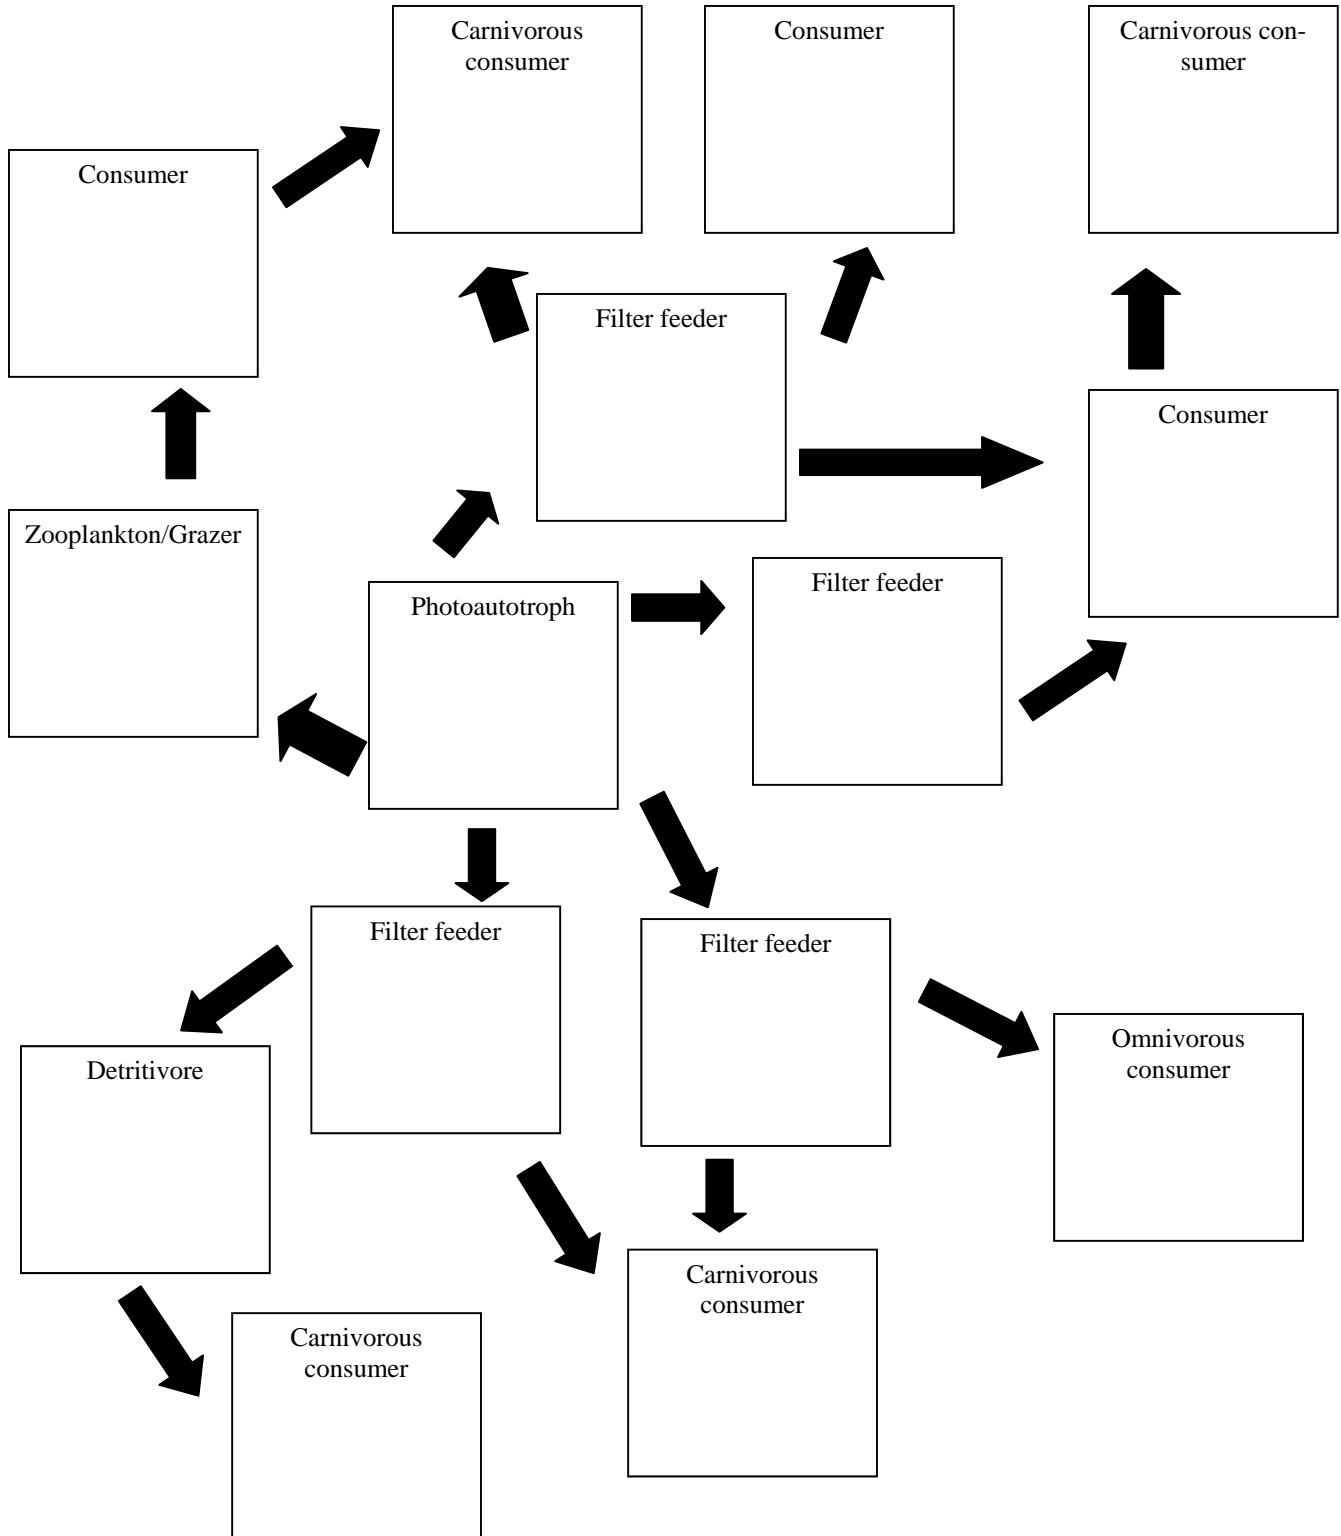 Carnivorous
consumer
Consumer
Carnivorous con-
sumer
Consumer
Filter feeder
Consumer
Zooplankton/Grazer
Filter feeder
Photoautotroph
Filter feeder
Filter feeder
Omnivorous
consumer
Detritivore
Carnivorous
consumer
Carnivorous
consumer